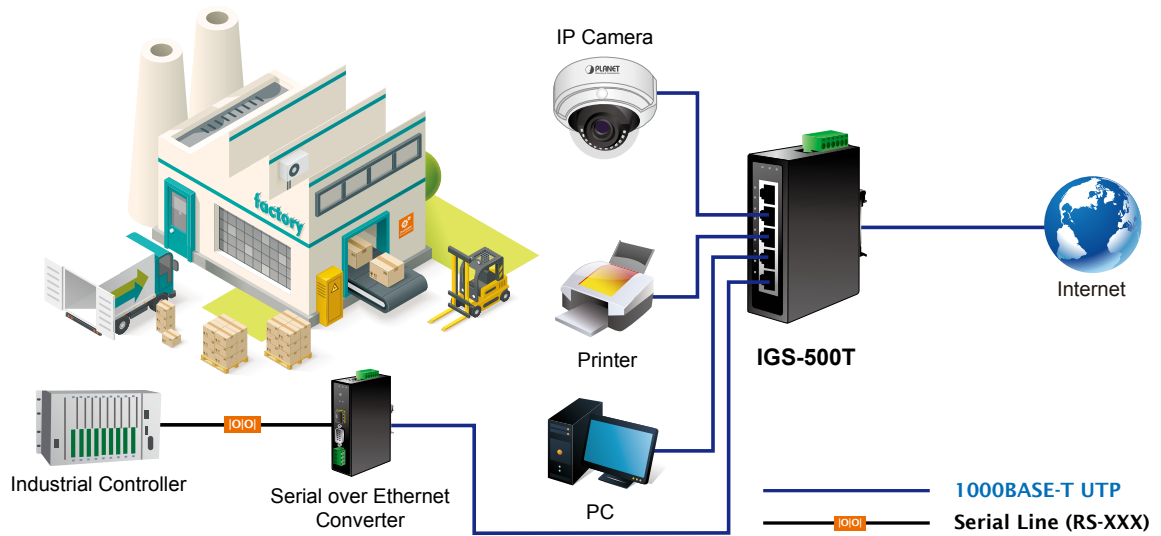 IP Camera
PLANET
factory
Printer
IGS-500T
Internet
|O|O|
Industrial Controller
Serial over Ethernet
Converter
PC
1000BASE-T UTP
|O|O|
Serial Line (RS-XXX)